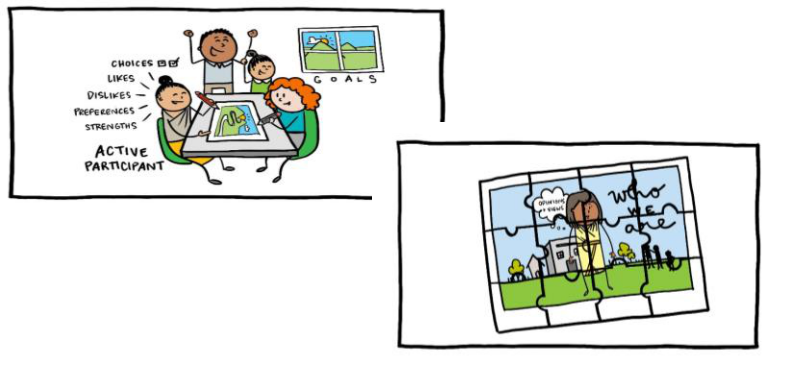 CHOICES
LIKES
DISLIKES
PREFERENCES
STRENGTHS
ACTIVE
PARTICIPANT
GOALS
OPINIONS
+ VIEWS
WHO
WE
are